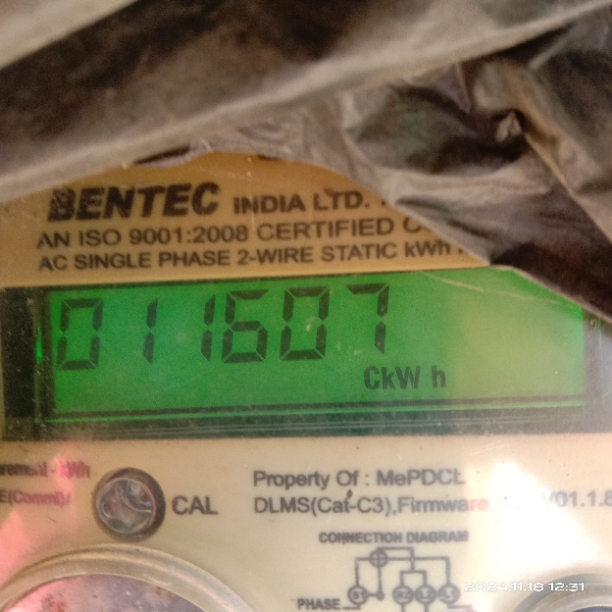 BENTEC INDIA LTD.
AN ISO 9001:2008 CERTIFIED
AC SINGLE PHASE 2-WIRE STATIC kWh
011607
CkW h
CAL
Property Of : MePDCL
DLMS(Cat-C3),Firmware V01.1.8
CONNECTION DIAGRAM
PHASE
2024.11.18 12:31